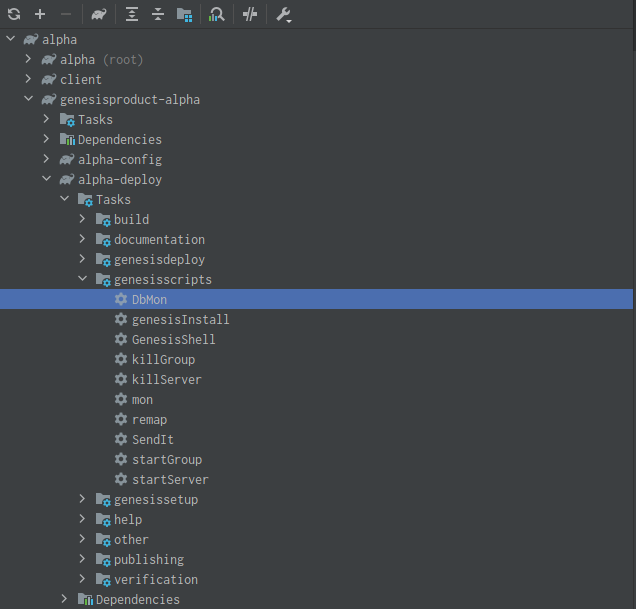 alpha
alpha (root)
client
genesisproduct-alpha
Tasks
Dependencies
alpha-config
alpha-deploy
Tasks
build
documentation
genesisdeploy
genesisscripts
DbMon
genesisInstall
GenesisShell
killGroup
killServer
mon
remap
SendIt
startGroup
startServer
genesissetup
help
other
publishing
verification
Dependencies